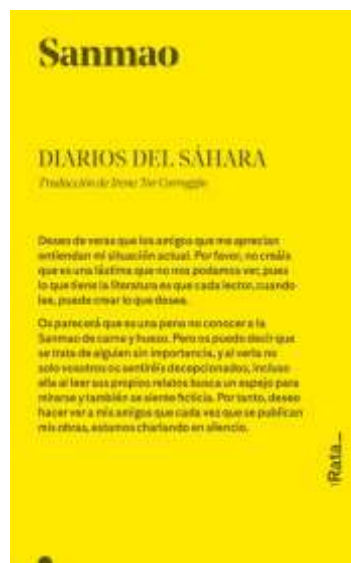 Sanmao
DIARIOS DEL SÁHARA
Traducción de Irene Tor Carroggio
Deseo de veras que los amigos que me aprecian
entiendan mi situación actual. Por favor, no creáis
que es una lástima que no nos podamos ver, pues
lo que tiene la literatura es que cada lector, cuando
lee, puede crear lo que desee.
Os parecerá que es una pena no conocer a la
Sanmao de carne y hueso. Pero os puedo decir que
se trata de alguien sin importancia, y al verla no
solo vosotros os sentiréis decepcionados, incluso
ella al leer sus propios relatos busca un espejo para
mirarse y también se siente ficticia. Por tanto, deseo
hacer ver a mis amigos que cada vez que se publican
mis obras, estamos charlando en silencio.
Rata_